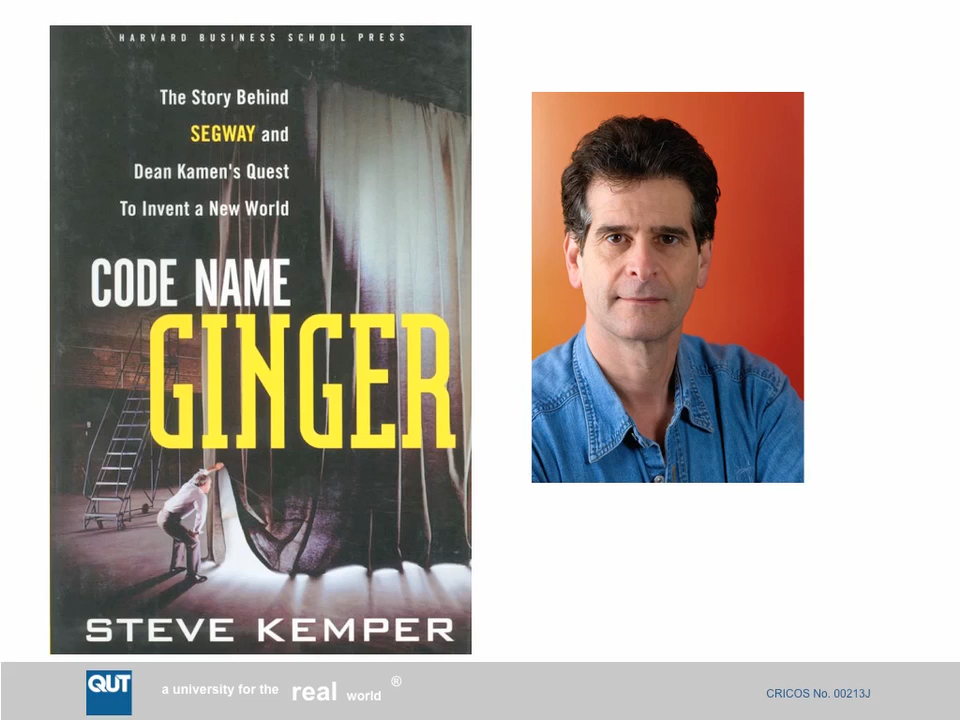 HARVARD BUSINESS SCHOOL PRESS
The Story Behind
SEGWAY and
Dean Kamen's Quest
To Invent a New World
CODE NAME
GINGER
STEVE KEMPER
QUT
a university for the real world ®
CRICOS No. 00213J